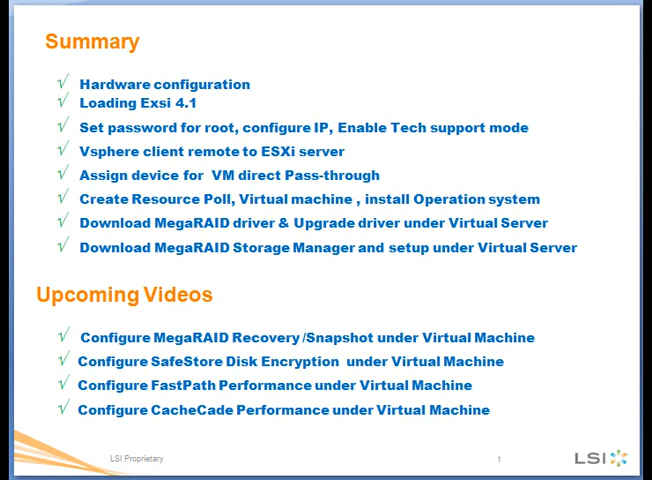 Summary
√ Hardware configuration
√ Loading Exsi 4.1
√ Set password for root, configure IP, Enable Tech support mode
√ Vsphere client remote to ESXi server
√ Assign device for VM direct Pass-through
√ Create Resource Poll, Virtual machine , install Operation system
√ Download MegaRAID driver & Upgrade driver under Virtual Server
√ Download MegaRAID Storage Manager and setup under Virtual Server
Upcoming Videos
√ Configure MegaRAID Recovery /Snapshot under Virtual Machine
√ Configure SafeStore Disk Encryption under Virtual Machine
√ Configure FastPath Performance under Virtual Machine
√ Configure CacheCade Performance under Virtual Machine
LSI Proprietary 1 LSI